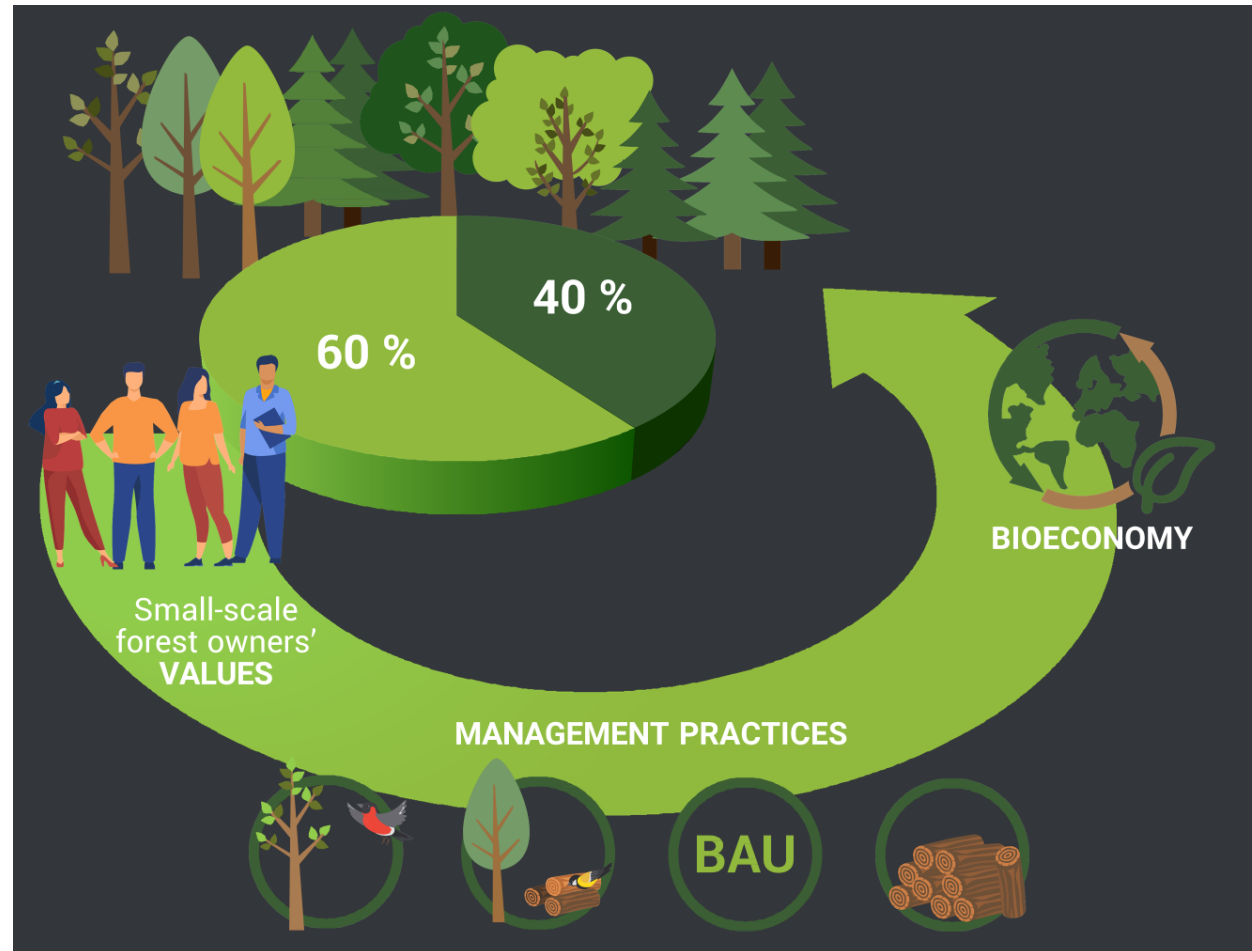 40 %
60 %
BIOECONOMY
Small-scale
forest owners’
VALUES
MANAGEMENT PRACTICES
BAU